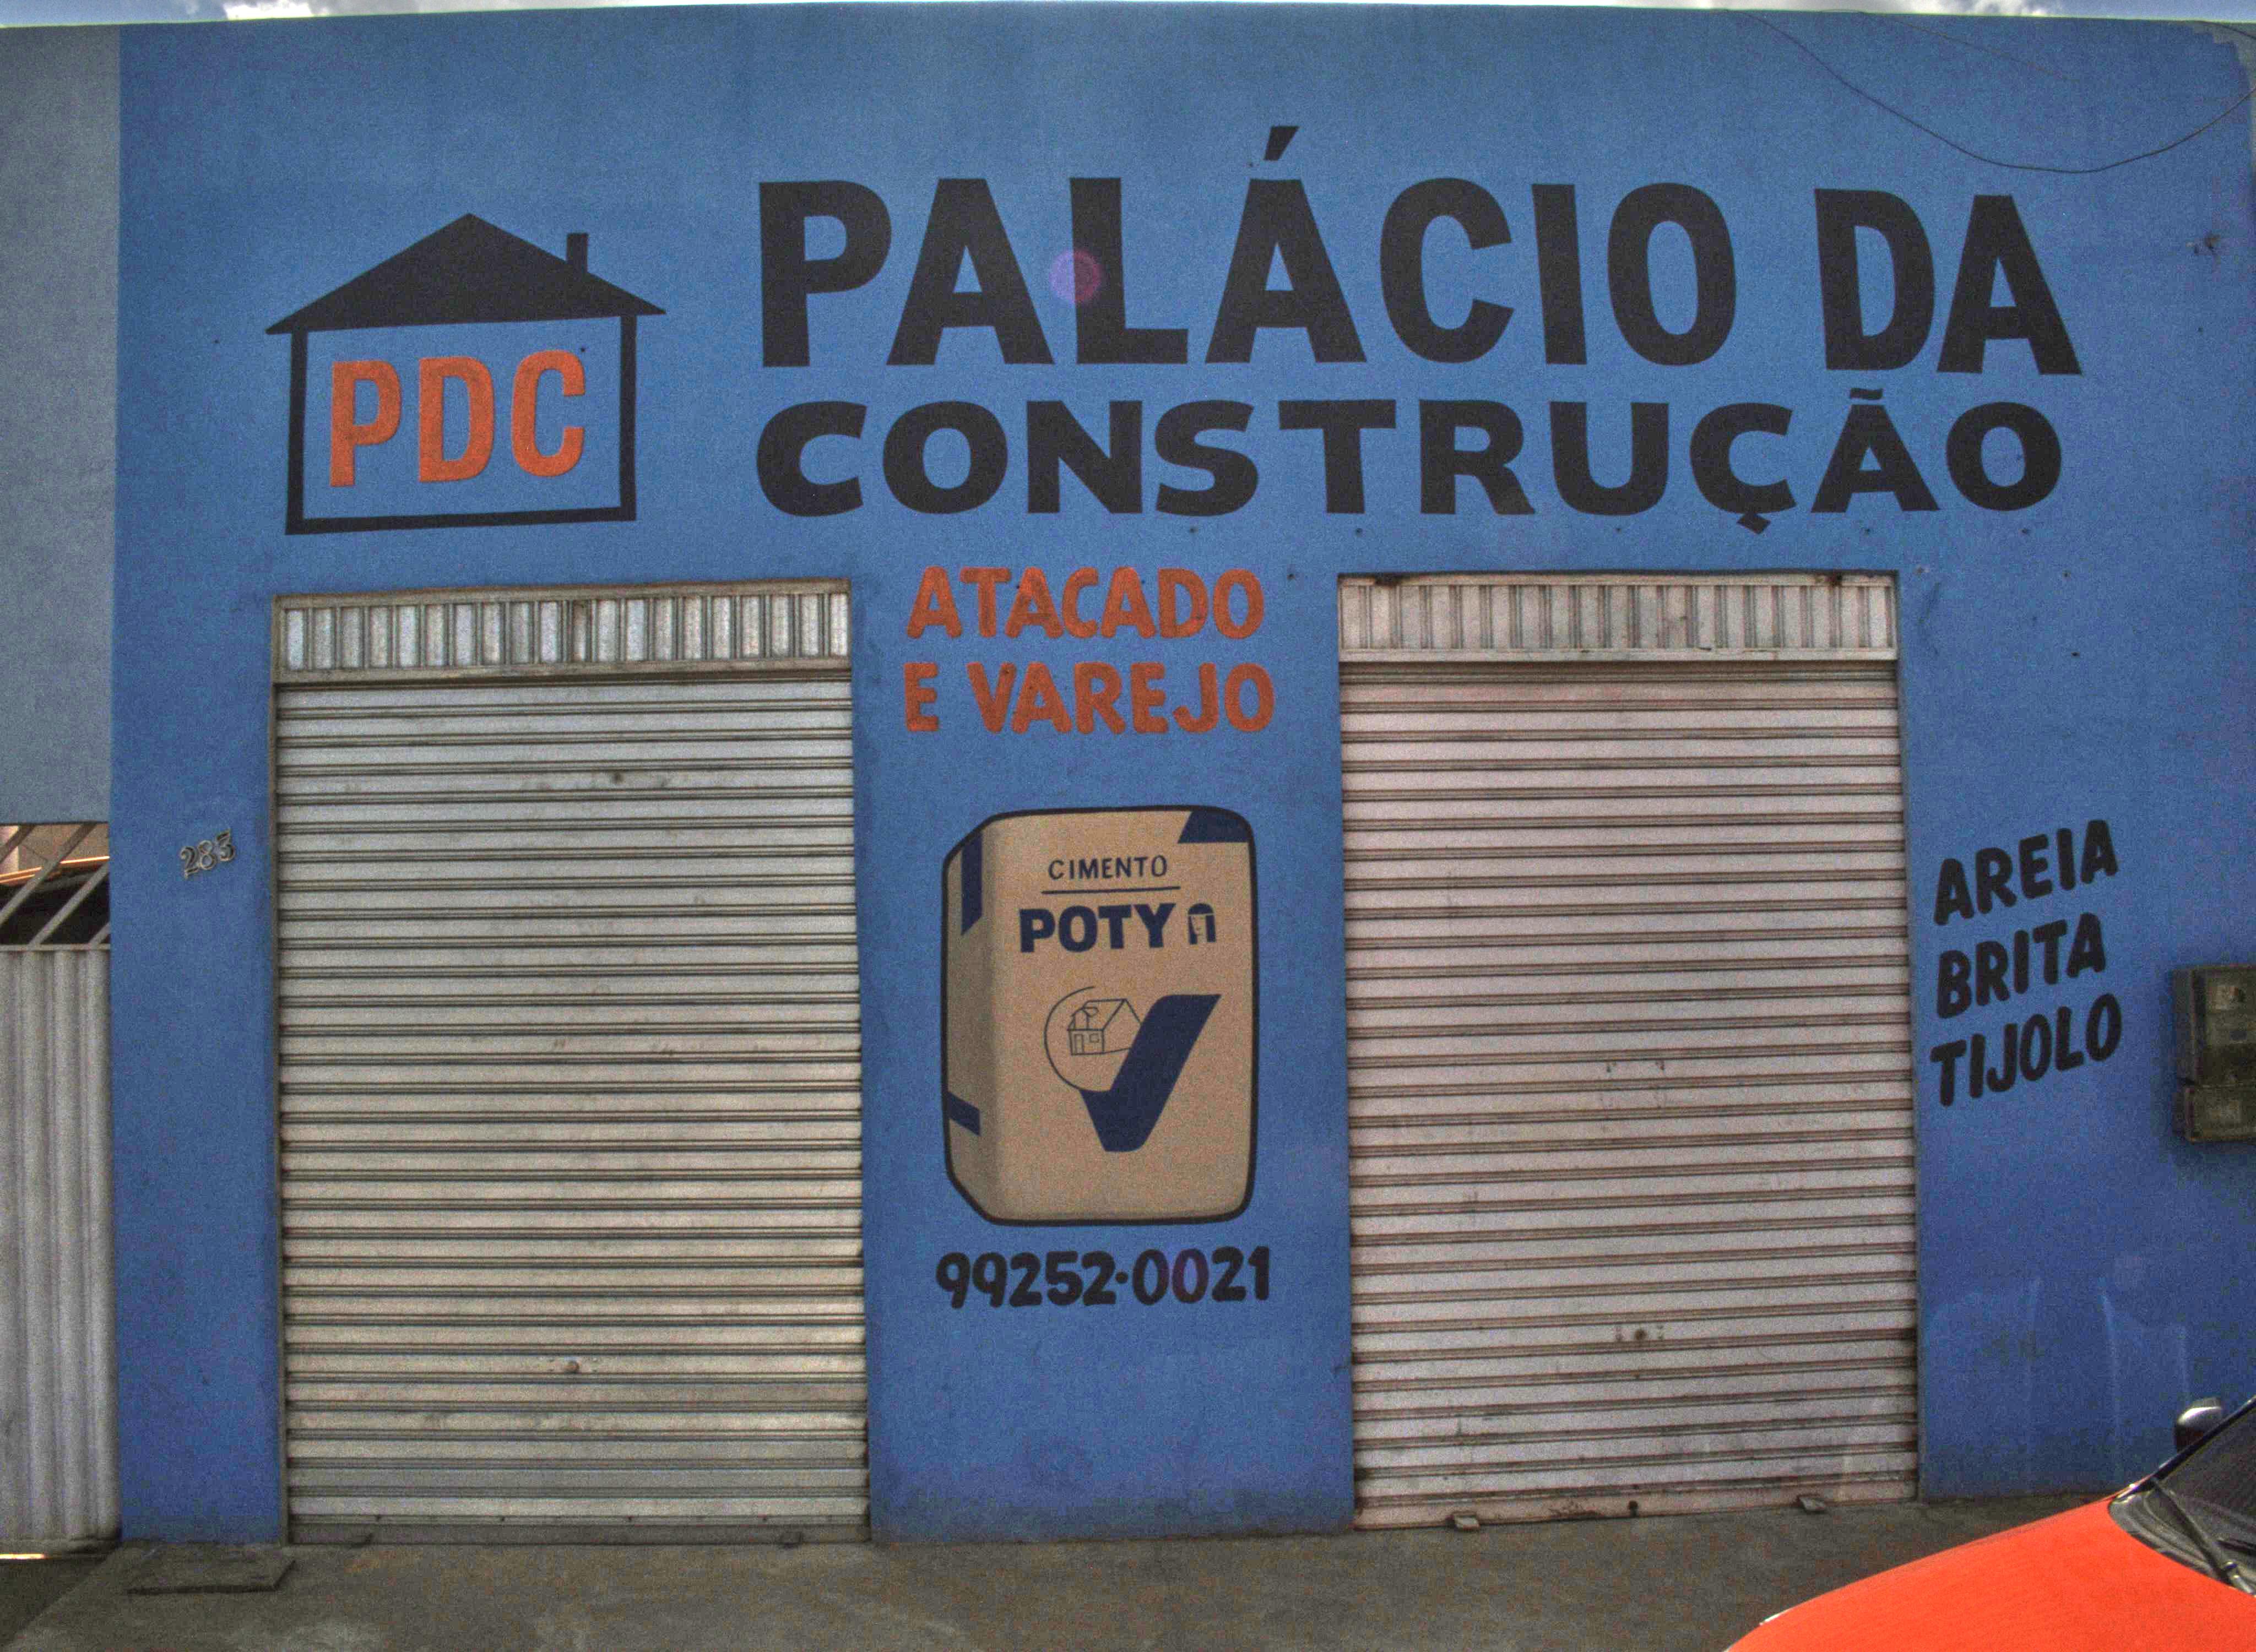 PALÁCIO DA
CONSTRUÇÃO
PDC
ATACADO
E VAREJO
283
CIMENTO
POTY
99252-0021
AREIA
BRITA
TIJOLO